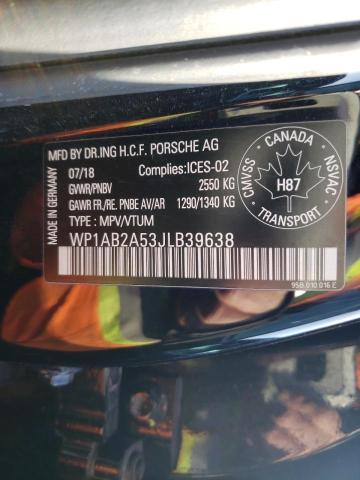 MFD BY DR.ING H.C.F. PORSCHE AG
07/18 Complies:ICES-02
GVWR/PNBV 2550 KG
GAWR FR./RE. PNBE AV/AR 1290/1340 KG
TYPE : MPV/VTUM
WP1AB2A53JLB39638
MADE IN GERMANY
CANADA
CMVSS
NSVAC
H87
TRANSPORT
95B 010 016 E